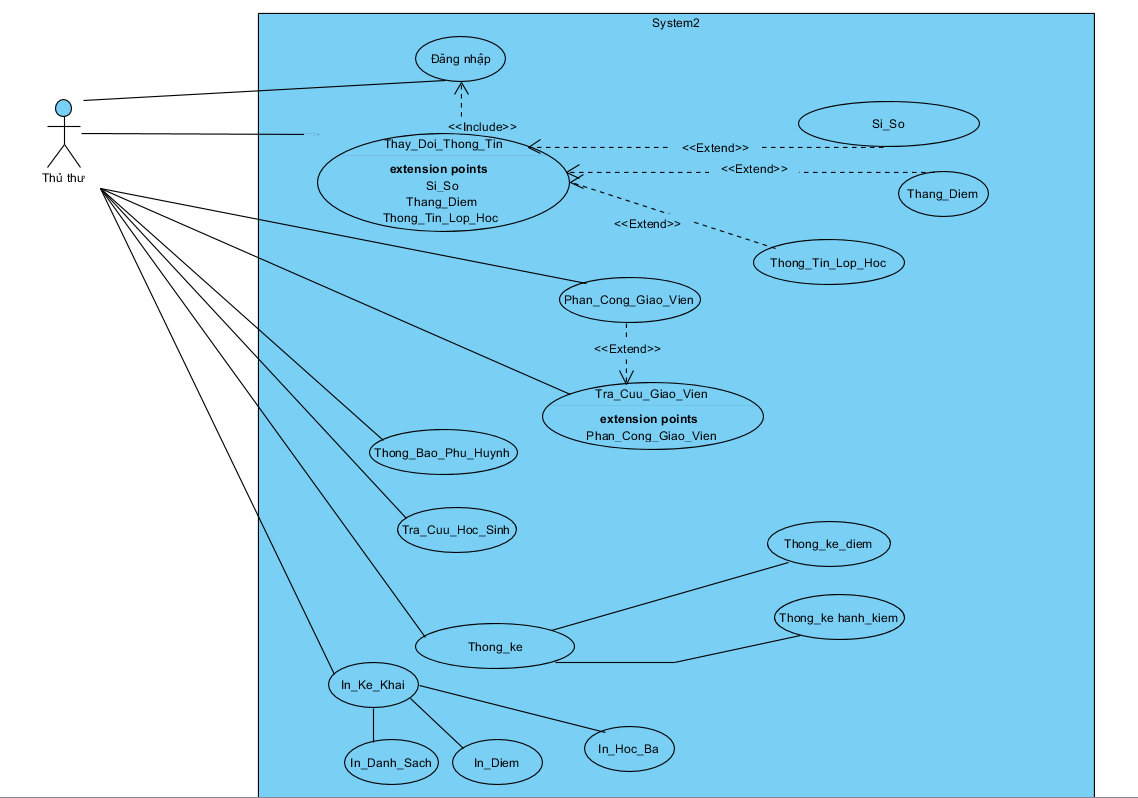 System2
Đăng nhập
Thủ thư
<<Include>>
Thay_Doi_Thong_Tin
extension points
Si_So
Thang_Diem
Thong_Tin_Lop_Hoc
Si_So
<<Extend>>
<<Extend>>
Thang_Diem
<<Extend>>
Thong_Tin_Lop_Hoc
Phan_Cong_Giao_Vien
<<Extend>>
Tra_Cuu_Giao_Vien
extension points
Phan_Cong_Giao_Vien
Thong_Bao_Phu_Huynh
Tra_Cuu_Hoc_Sinh
Thong_ke_diem
Thong_ke hanh_kiem
Thong_ke
In_Ke_Khai
In_Hoc_Ba
In_Danh_Sach
In_Diem